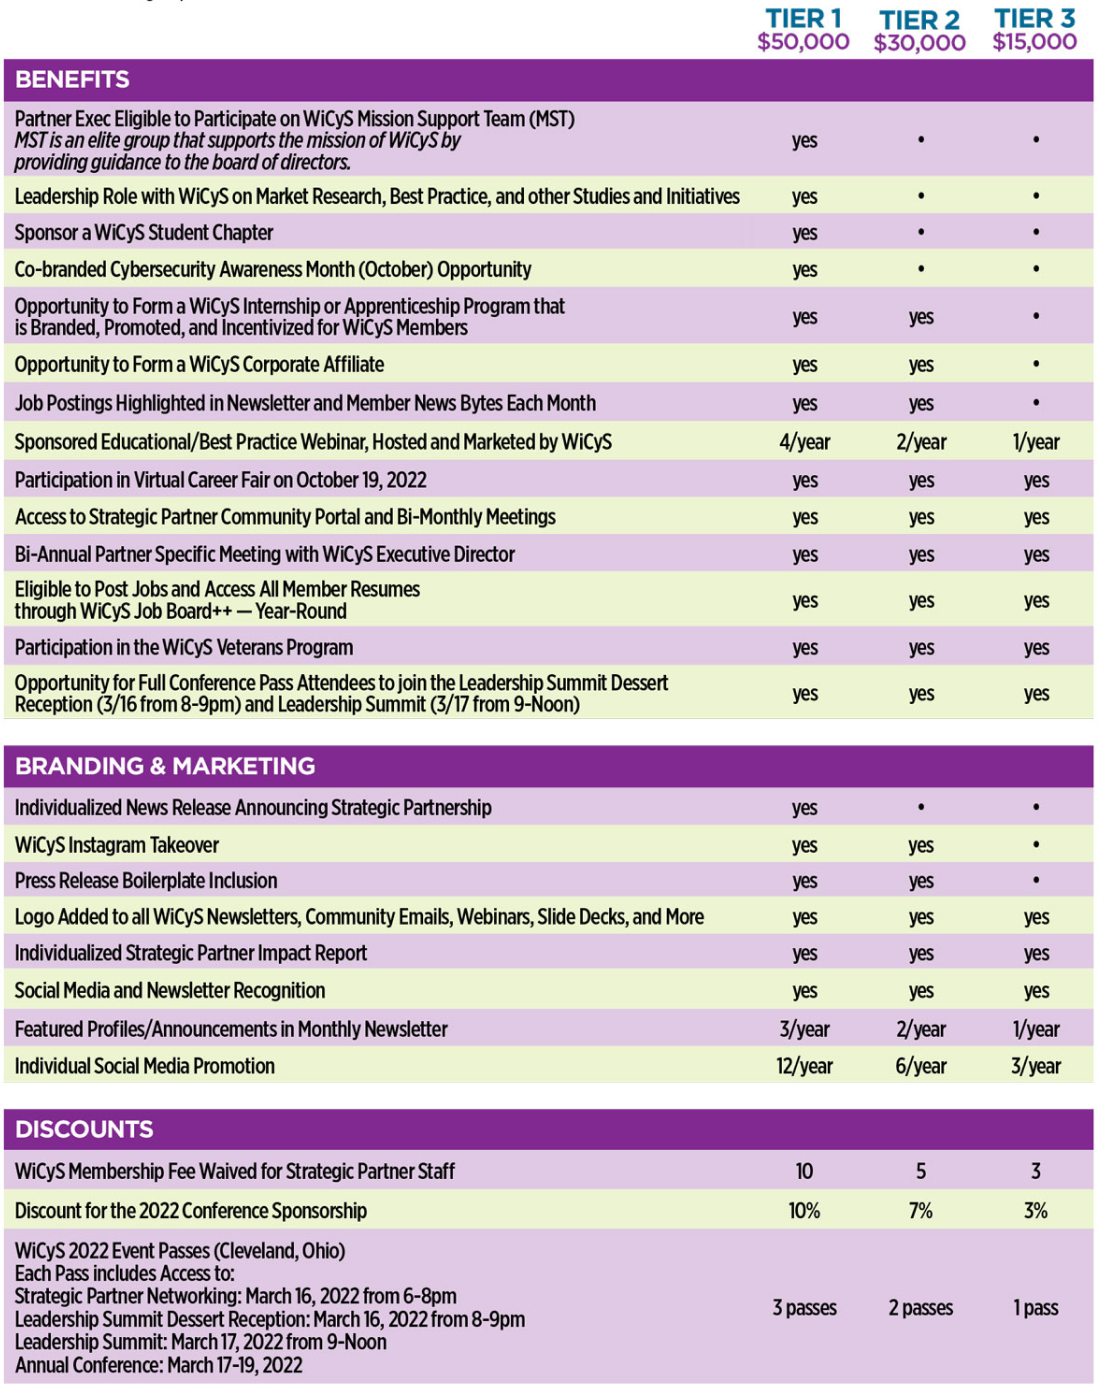 TIER 1 TIER 2 TIER 3
$50,000 $30,000 $15,000
BENEFITS
Partner Exec Eligible to Participate on WiCyS Mission Support Team (MST)
MST is an elite group that supports the mission of WiCyS by
providing guidance to the board of directors.
yes • •
Leadership Role with WiCyS on Market Research, Best Practice, and other Studies and Initiatives yes • •
Sponsor a WiCyS Student Chapter yes • •
Co-branded Cybersecurity Awareness Month (October) Opportunity yes • •
Opportunity to Form a WiCyS Internship or Apprenticeship Program that
is Branded, Promoted, and Incentivized for WiCyS Members
yes yes •
Opportunity to Form a WiCyS Corporate Affiliate yes yes •
Job Postings Highlighted in Newsletter and Member News Bytes Each Month yes yes •
Sponsored Educational/Best Practice Webinar, Hosted and Marketed by WiCyS 4/year 2/year 1/year
Participation in Virtual Career Fair on October 19, 2022 yes yes yes
Access to Strategic Partner Community Portal and Bi-Monthly Meetings yes yes yes
Bi-Annual Partner Specific Meeting with WiCyS Executive Director yes yes yes
Eligible to Post Jobs and Access All Member Resumes
through WiCyS Job Board++ — Year-Round
yes yes yes
Participation in the WiCyS Veterans Program yes yes yes
Opportunity for Full Conference Pass Attendees to join the Leadership Summit Dessert
Reception (3/16 from 8-9pm) and Leadership Summit (3/17 from 9-Noon)
yes yes yes
BRANDING & MARKETING
Individualized News Release Announcing Strategic Partnership yes • •
WiCyS Instagram Takeover yes yes •
Press Release Boilerplate Inclusion yes yes •
Logo Added to all WiCyS Newsletters, Community Emails, Webinars, Slide Decks, and More yes yes yes
Individualized Strategic Partner Impact Report yes yes yes
Social Media and Newsletter Recognition yes yes yes
Featured Profiles/Announcements in Monthly Newsletter 3/year 2/year 1/year
Individual Social Media Promotion 12/year 6/year 3/year
DISCOUNTS
WiCyS Membership Fee Waived for Strategic Partner Staff 10 5 3
Discount for the 2022 Conference Sponsorship 10% 7% 3%
WiCyS 2022 Event Passes (Cleveland, Ohio)
Each Pass includes Access to:
Strategic Partner Networking: March 16, 2022 from 6-8pm
Leadership Summit Dessert Reception: March 16, 2022 from 8-9pm
Leadership Summit: March 17, 2022 from 9-Noon
Annual Conference: March 17-19, 2022
3 passes 2 passes 1 pass